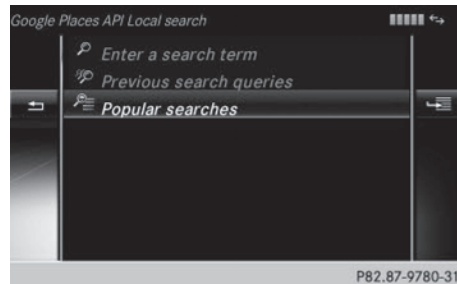 Google Places API Local search
Enter a search term
Previous search queries
Popular searches
P82.87-9780-31